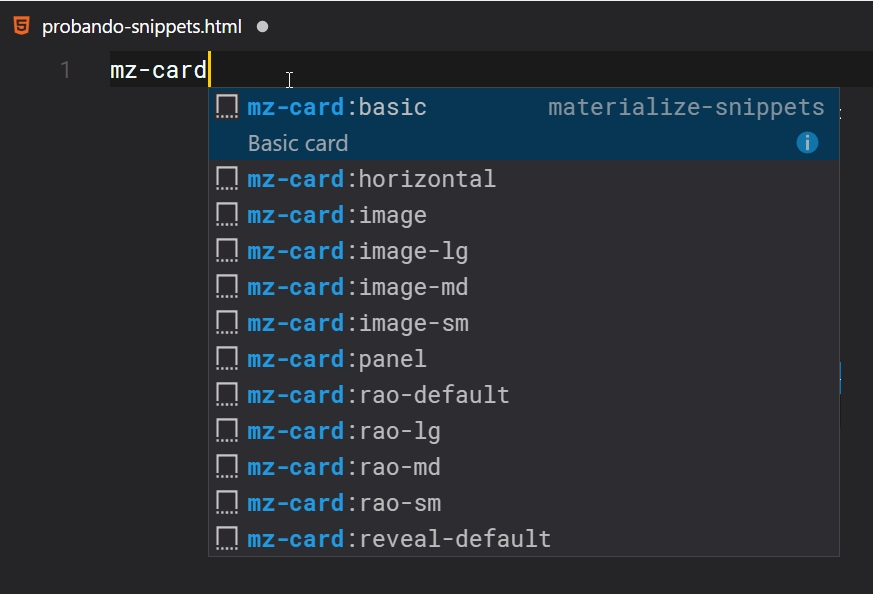 probando-snippets.html
1 mz-card
mz-card:basic materialize-snippets
Basic card
mz-card:horizontal
mz-card:image
mz-card:image-lg
mz-card:image-md
mz-card:image-sm
mz-card:panel
mz-card:rao-default
mz-card:rao-lg
mz-card:rao-md
mz-card:rao-sm
mz-card:reveal-default